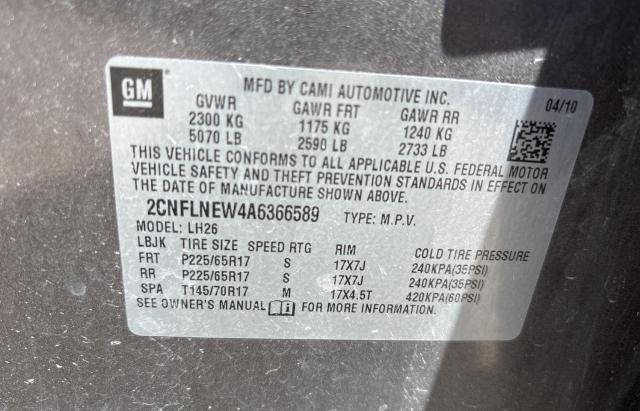 GM
MFD BY CAMI AUTOMOTIVE INC. 04/10
GVWR GAWR FRT GAWR RR
2300 KG 1175 KG 1240 KG
5070 LB 2590 LB 2733 LB
THIS VEHICLE CONFORMS TO ALL APPLICABLE U.S. FEDERAL MOTOR
VEHICLE SAFETY AND THEFT PREVENTION STANDARDS IN EFFECT ON
THE DATE OF MANUFACTURE SHOWN ABOVE.
2CNFLNEW4A6366589 TYPE: M.P.V.
MODEL: LH26
LBJK TIRE SIZE SPEED RTG RIM COLD TIRE PRESSURE
FRT P225/65R17 S 17X7J 240KPA(35PSI)
RR P225/65R17 S 17X7J 240KPA(35PSI)
SPA T145/70R17 M 17X4.5T 420KPA(60PSI)
SEE OWNER'S MANUAL FOR MORE INFORMATION.